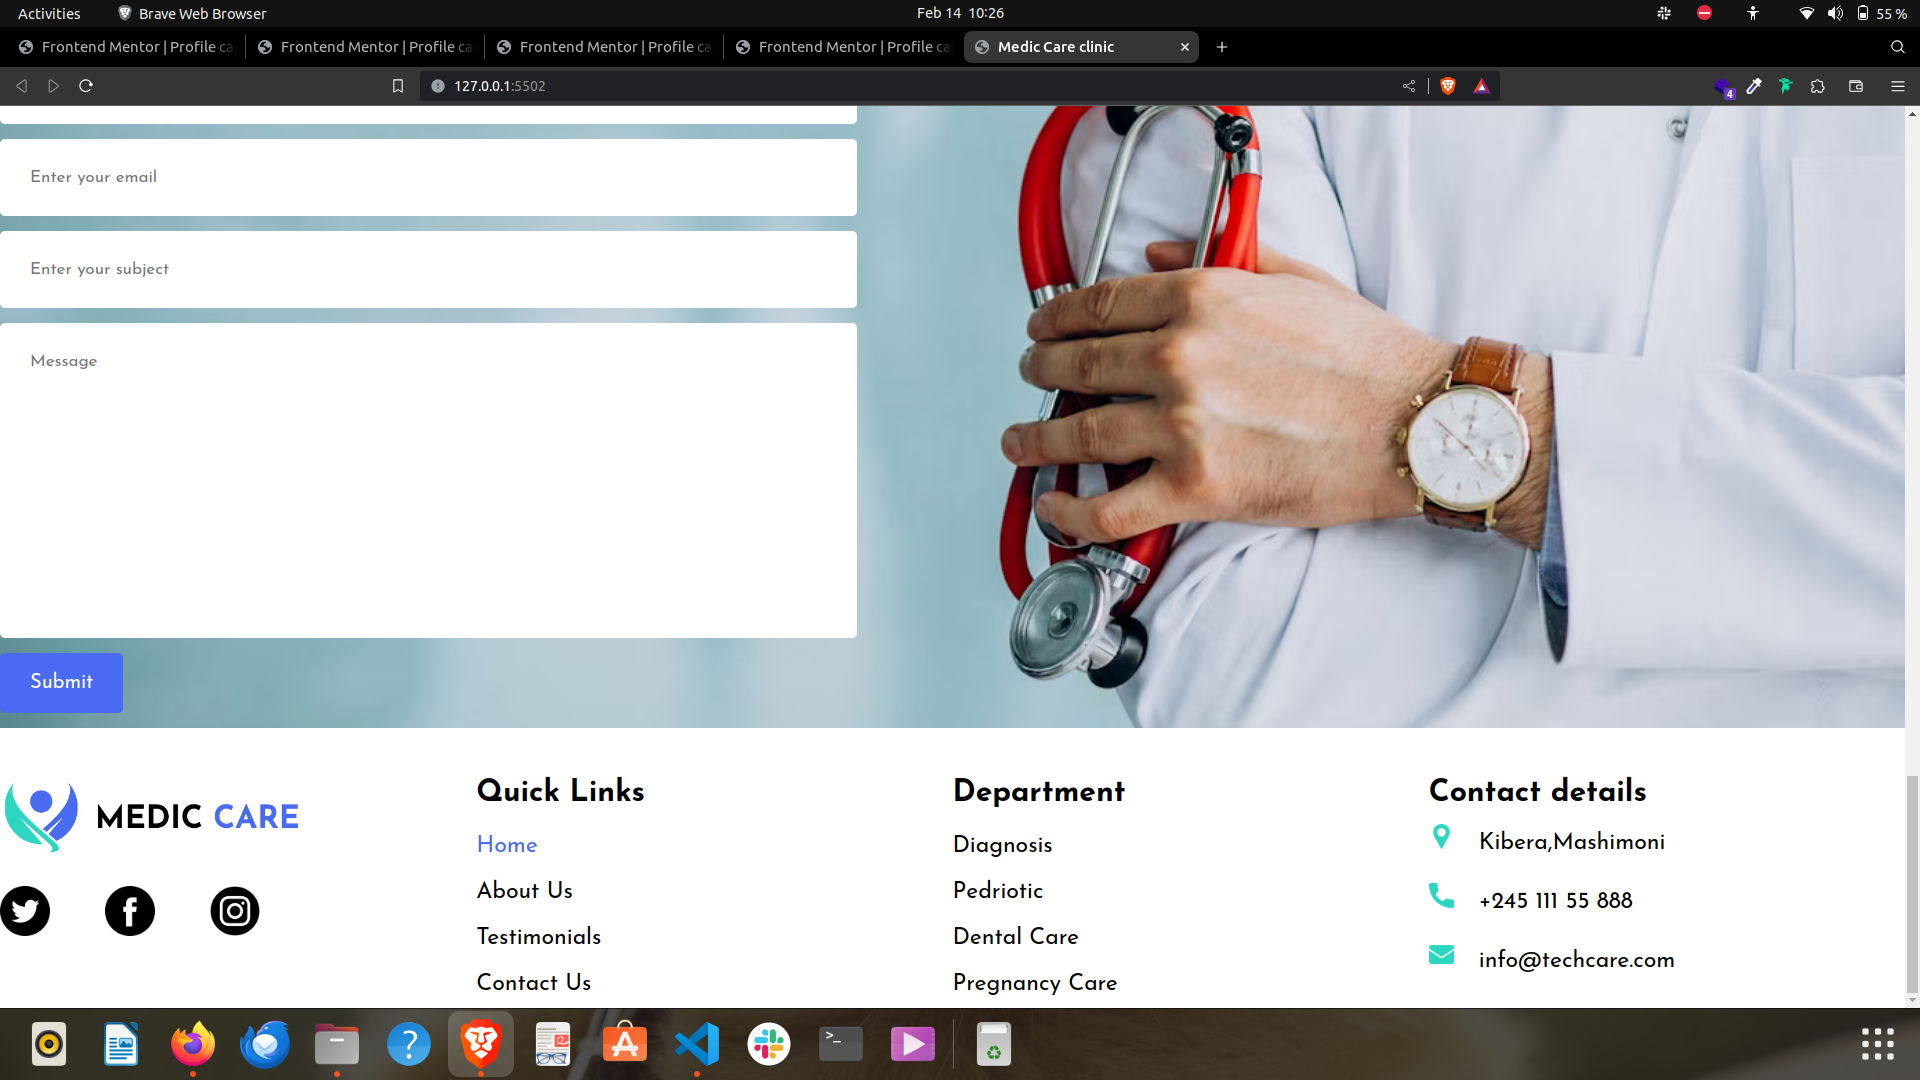 Activities
Brave Web Browser
Feb 14 10:26
55 %
Frontend Mentor | Profile ca
Frontend Mentor | Profile ca
Frontend Mentor | Profile ca
Frontend Mentor | Profile ca
Medic Care clinic
127.0.0.1:5502
4
Enter your email
Enter your subject
Message
Submit
MEDIC CARE
Quick Links
Home
About Us
Testimonials
Contact Us
Department
Diagnosis
Pedriotic
Dental Care
Pregnancy Care
Contact details
Kibera,Mashimoni
+245 111 55 888
info@techcare.com